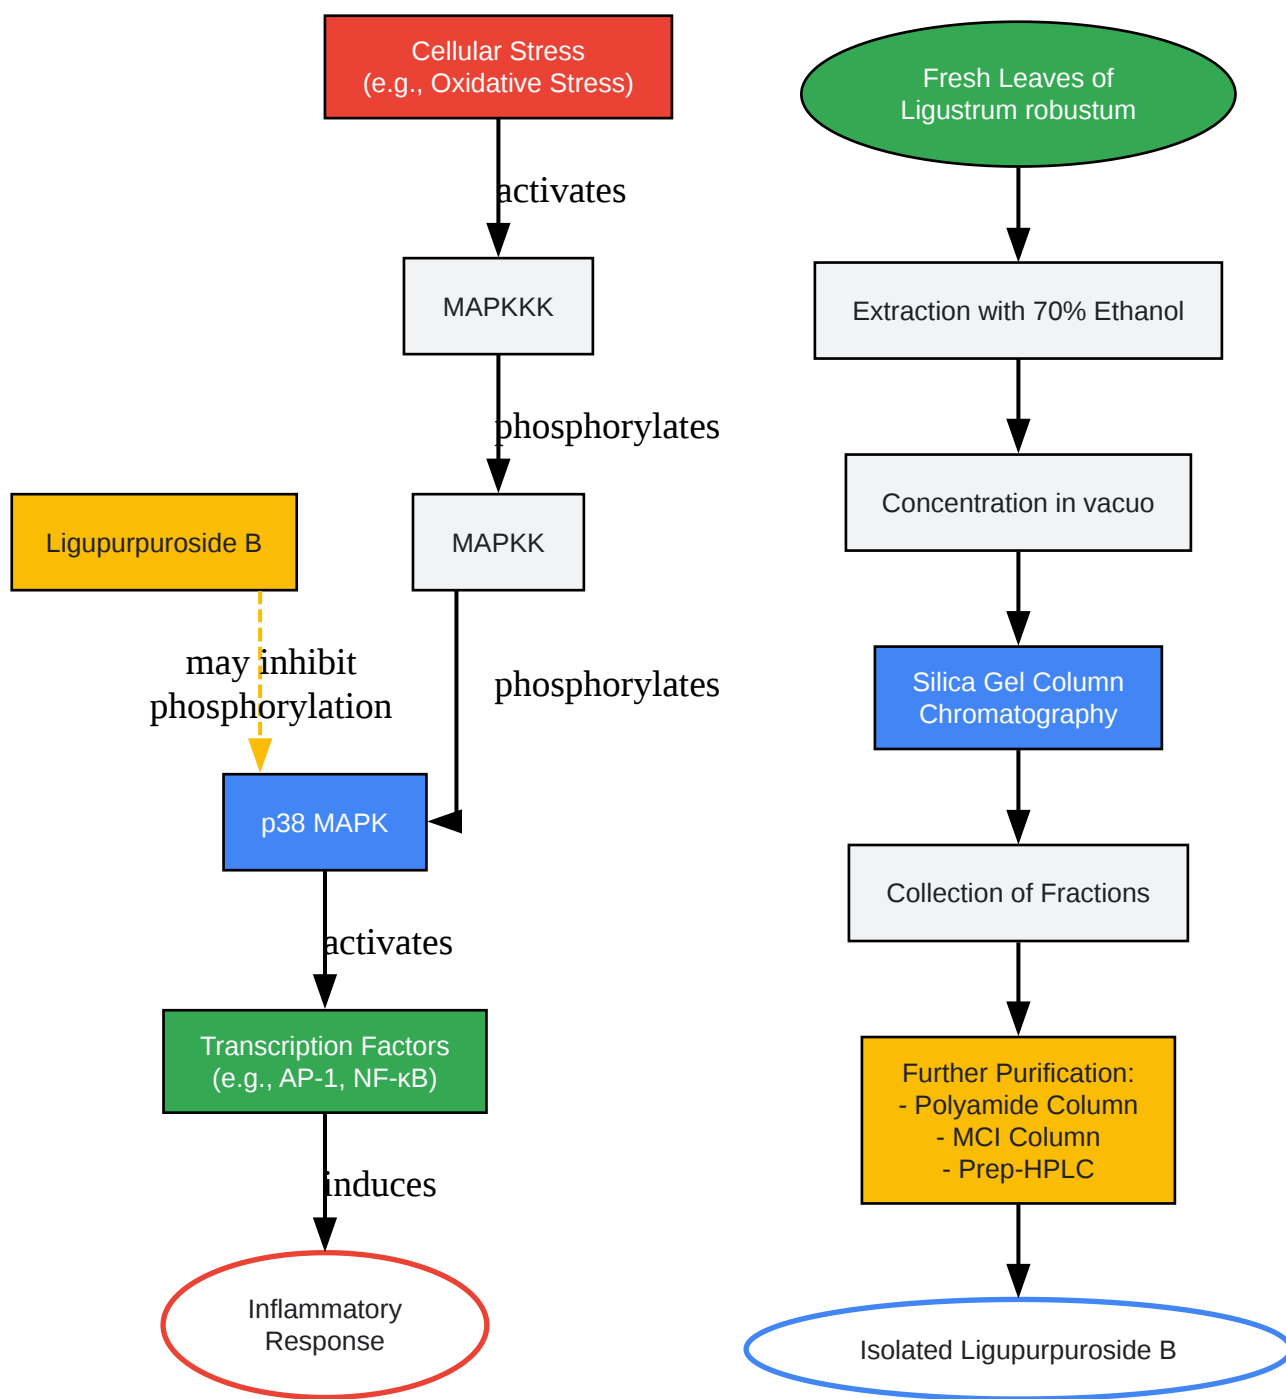 Cellular Stress
(e.g., Oxidative Stress)
activates
MAPKKK
phosphorylates
MAPKK
Ligupurpuroside B
may inhibit
phosphorylation
phosphorylates
p38 MAPK
activates
Transcription Factors
(e.g., AP-1, NF-κB)
induces
Inflammatory
Response
Fresh Leaves of
Ligustrum robustum
Extraction with 70% Ethanol
Concentration in vacuo
Silica Gel Column
Chromatography
Collection of Fractions
Further Purification:
- Polyamide Column
- MCI Column
- Prep-HPLC
Isolated Ligupurpuroside B